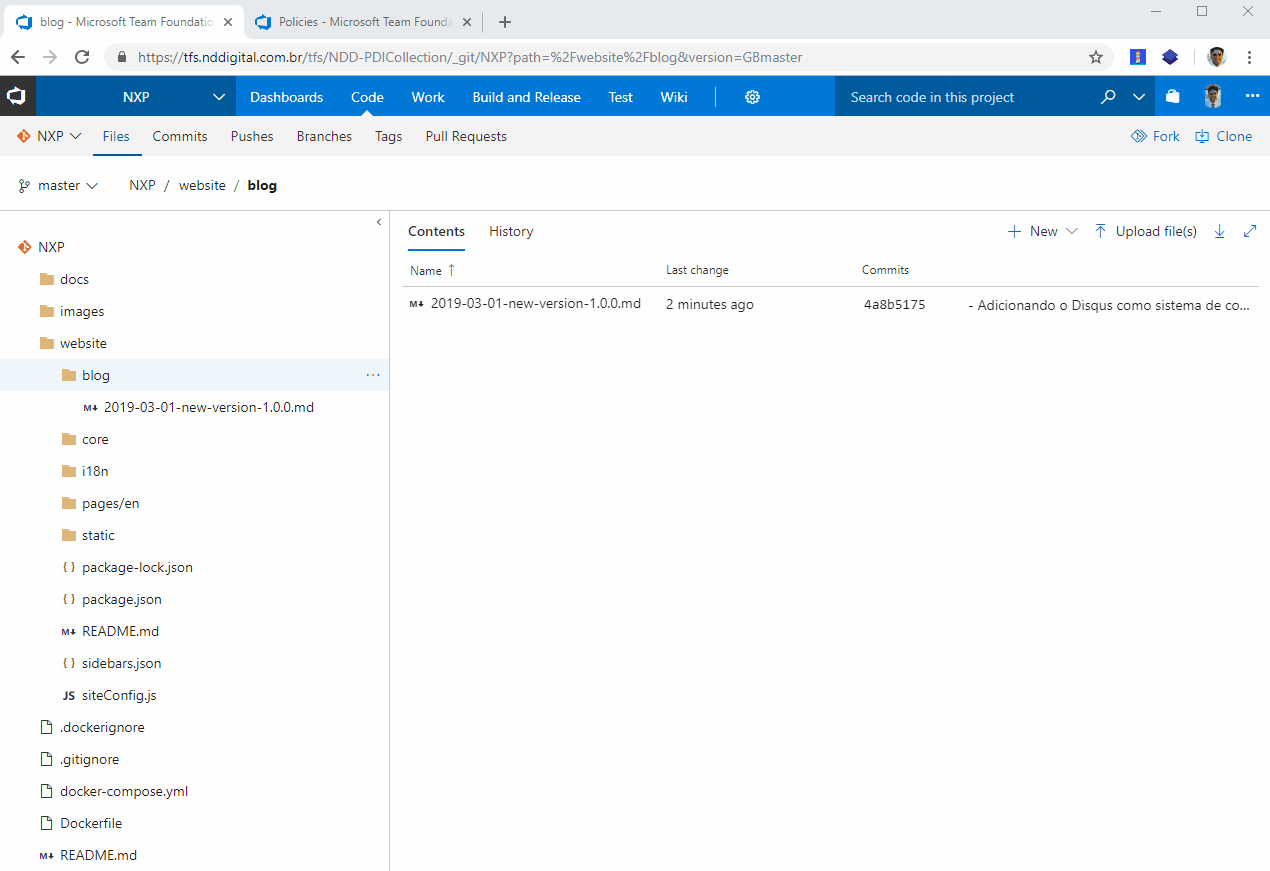 blog - Microsoft Team Foundatio
Policies - Microsoft Team Founda
https://tfs.nddigital.com.br/tfs/NDD-PDICollection/_git/NXP?path=%2Fwebsite%2Fblog&version=GBmaster
NXP Dashboards Code Work Build and Release Test Wiki Search code in this project
NXP Files Commits Pushes Branches Tags Pull Requests Fork Clone
master NXP / website / blog
Contents History New Upload file(s)
NXP
docs
images
website
blog
2019-03-01-new-version-1.0.0.md
core
i18n
pages/en
static
{ } package-lock.json
{ } package.json
M+ README.md
{ } sidebars.json
JS siteConfig.js
.dockerignore
.gitignore
docker-compose.yml
Dockerfile
README.md
Name ↑ Last change Commits
2019-03-01-new-version-1.0.0.md 2 minutes ago 4a8b5175 - Adicionando o Disqus como sistema de co...